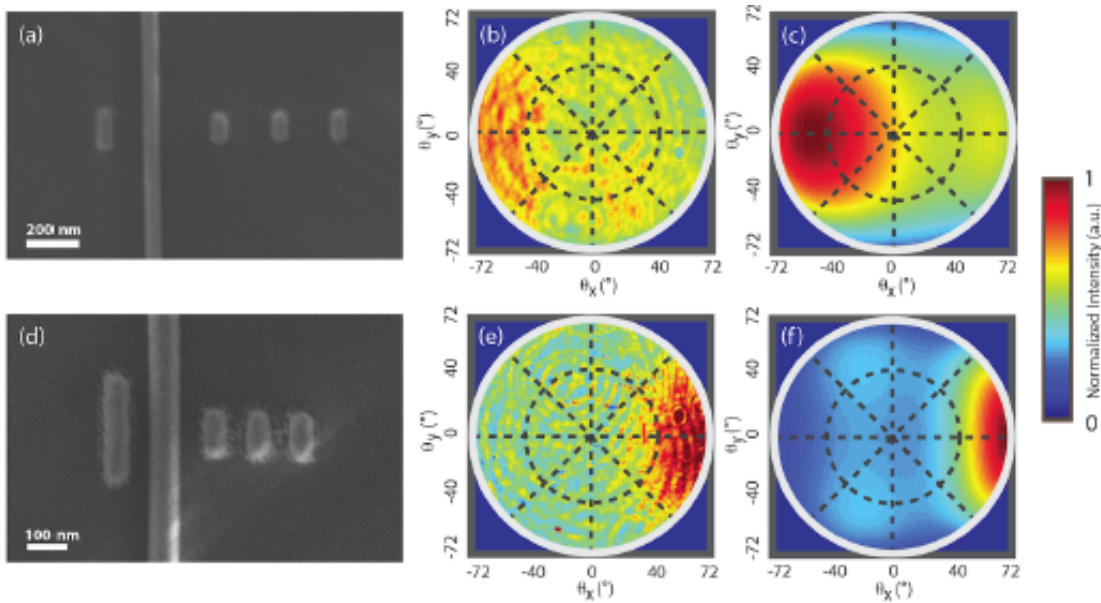 (a)
200 nm
(b)
72
40
0
-40
-72
θy(°)
-72 -40 0 40 72
θx(°)
(c)
72
40
0
-40
-72
θy(°)
-72 -40 0 40 72
θx(°)
(d)
100 nm
(e)
72
40
0
-40
-72
θy(°)
-72 -40 0 40 72
θx(°)
(f)
72
40
0
-40
-72
θy(°)
-72 -40 0 40 72
θx(°)
1
Normalized Intensity (a.u.)
0